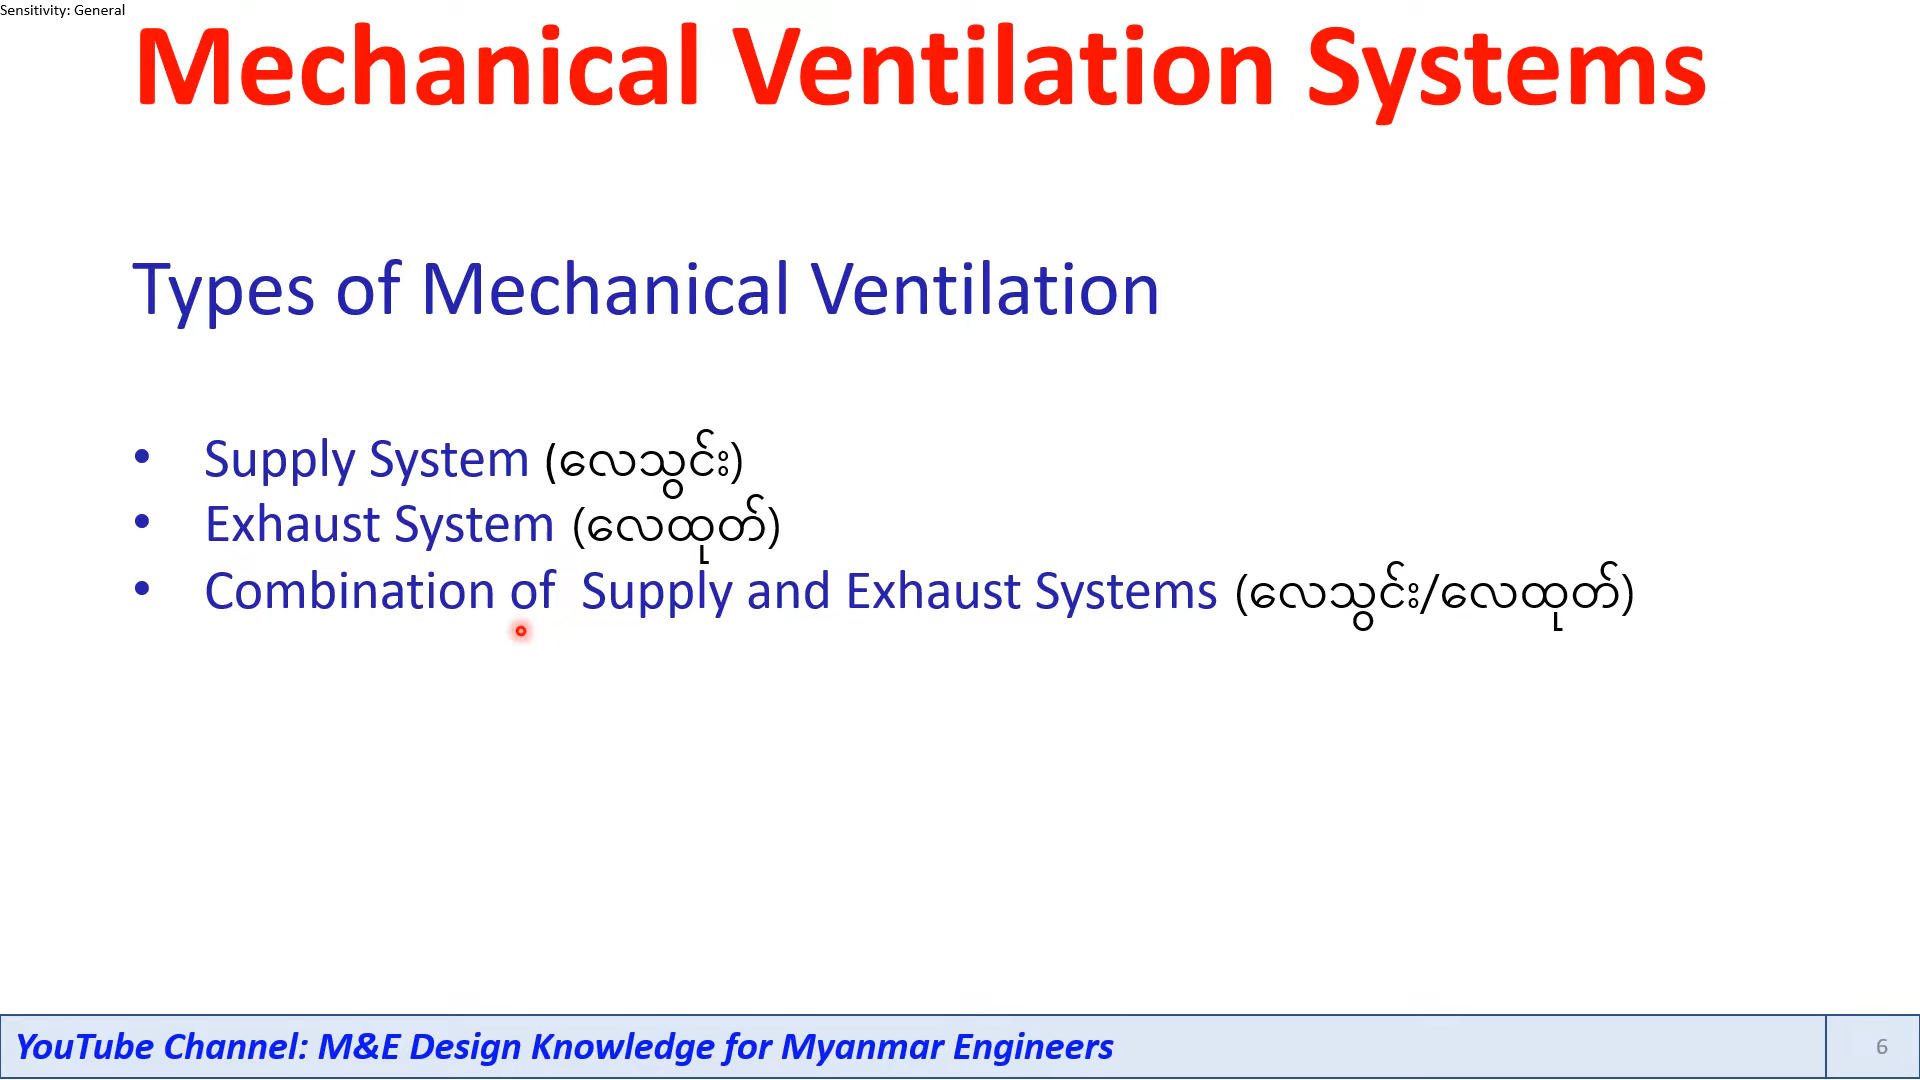 Sensitivity: General
Mechanical Ventilation Systems
Types of Mechanical Ventilation
• Supply System (လေသွင်း)
• Exhaust System (လေထုတ်)
• Combination of  Supply and Exhaust Systems (လေသွင်း/လေထုတ်)
YouTube Channel: M&E Design Knowledge for Myanmar Engineers
6